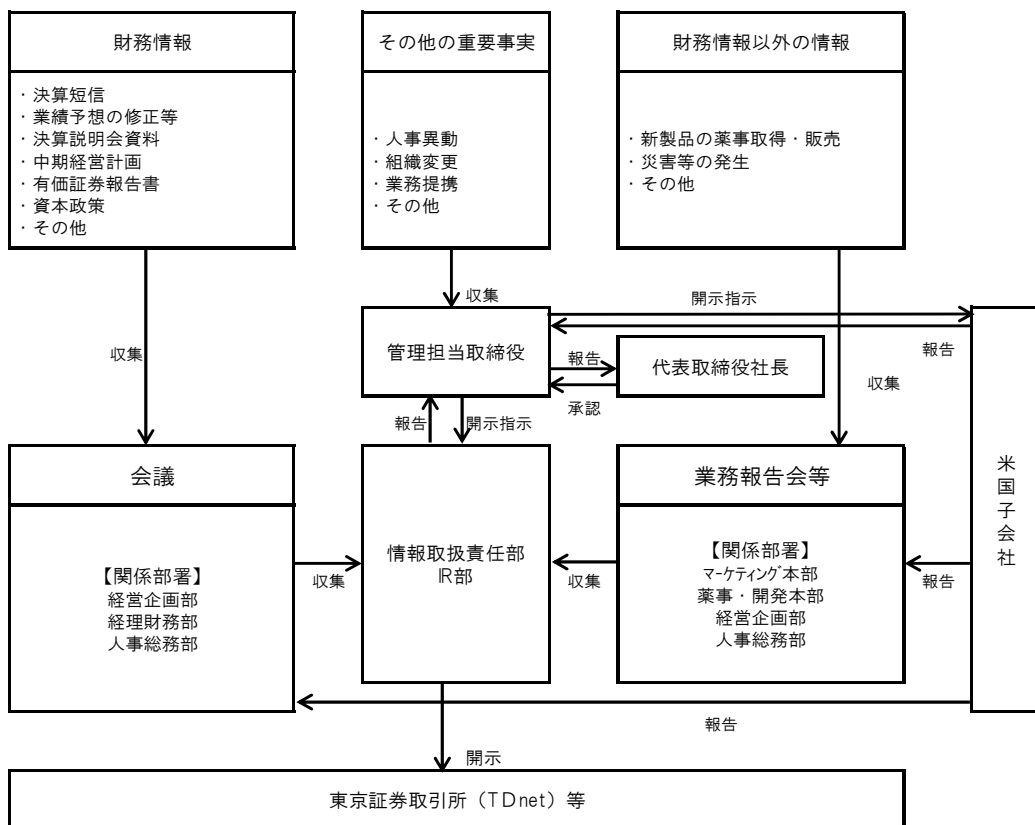 財務情報
・決算短信
・業績予想の修正等
・決算説明会資料
・中期経営計画
・有価証券報告書
・資本政策
・その他
その他の重要事実
・人事異動
・組織変更
・業務提携
・その他
財務情報以外の情報
・新製品の薬事取得・販売
・災害等の発生
・その他
収集
収集
収集
管理担当取締役
開示指示
報告
報告
承認
代表取締役社長
報告
開示指示
会議
【関係部署】
経営企画部
経理財務部
人事総務部
収集
情報取扱責任部
IR部
収集
業務報告会等
【関係部署】
マーケティング本部
薬事・開発本部
経営企画部
人事総務部
報告
米国子会社
報告
開示
東京証券取引所（TDnet）等